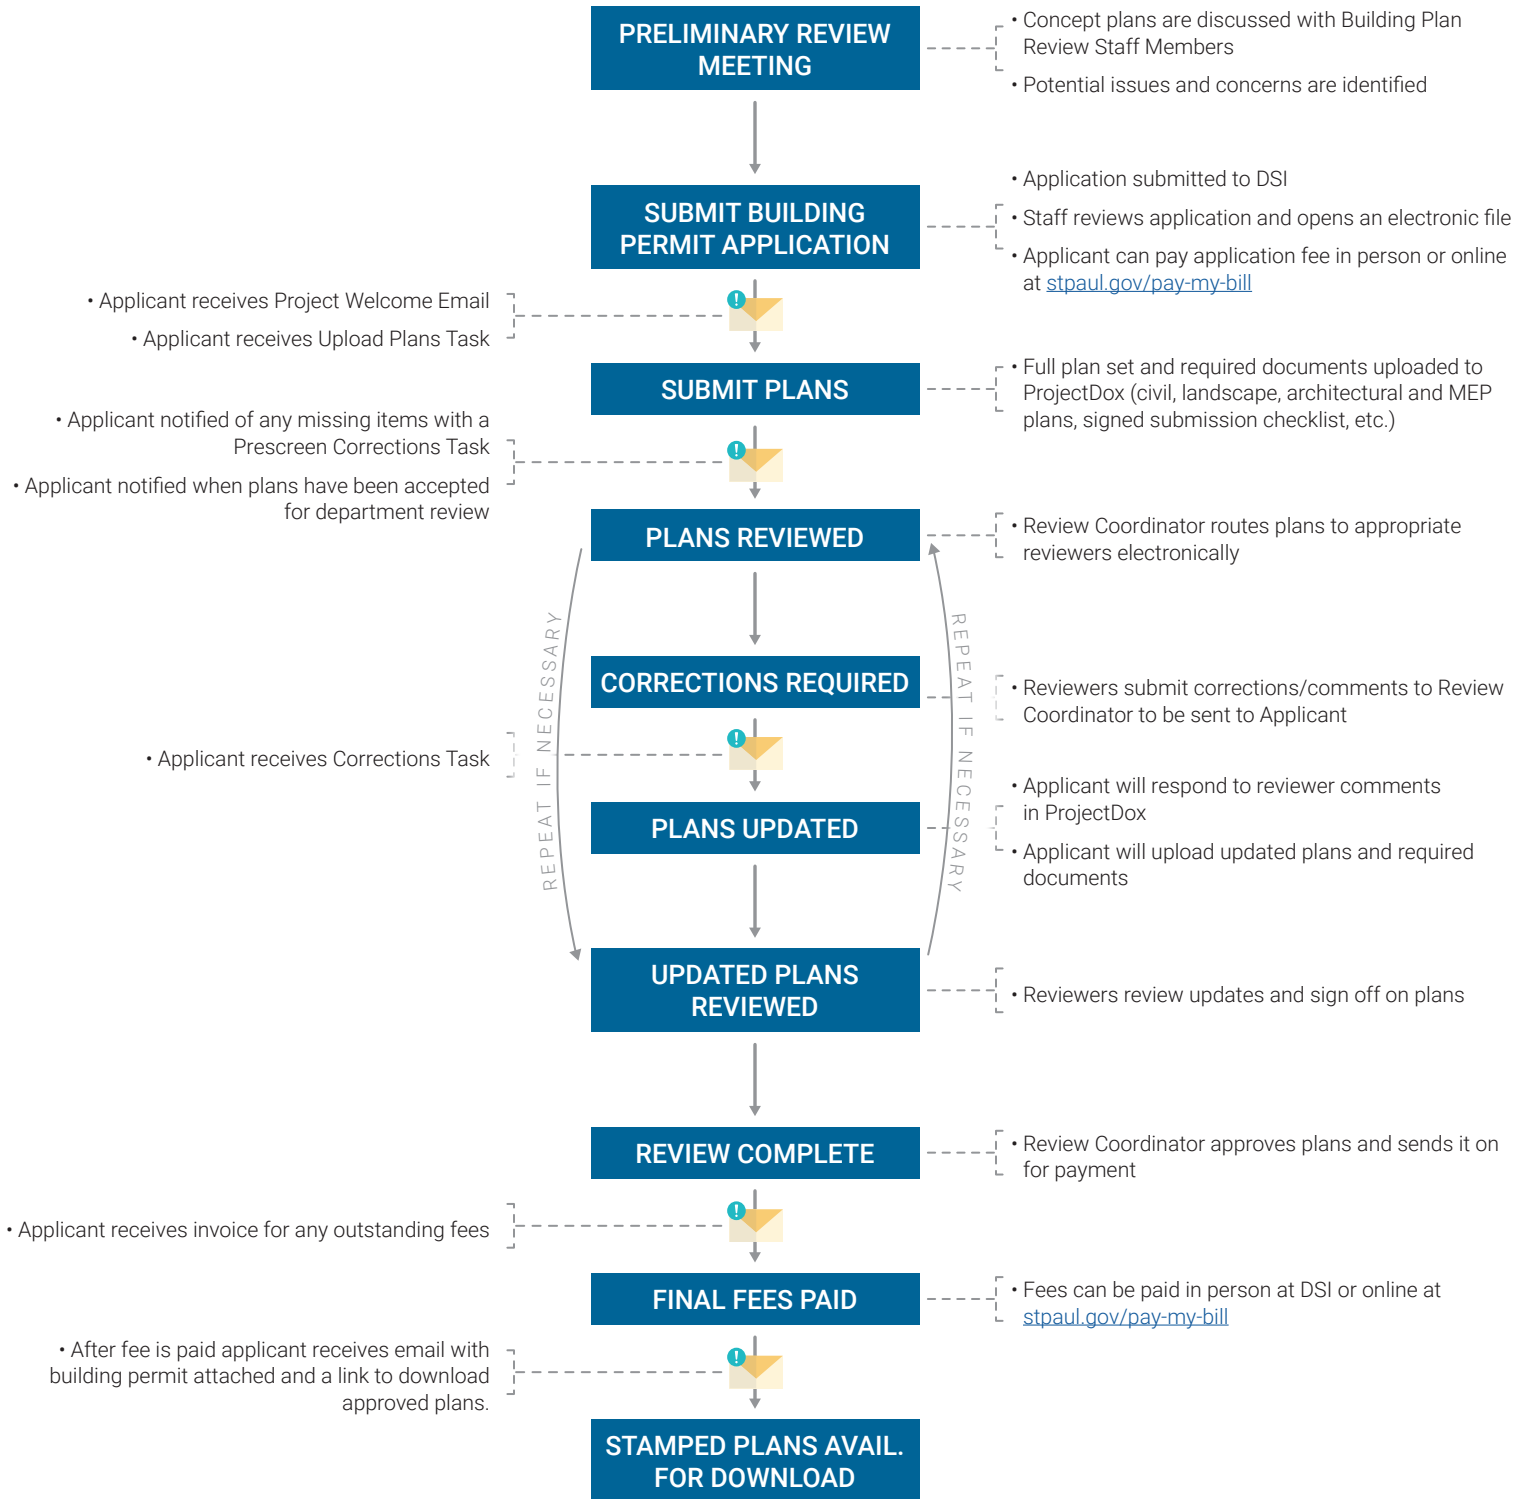 PRELIMINARY REVIEW
MEETING
• Concept plans are discussed with Building Plan
Review Staff Members
• Potential issues and concerns are identified
SUBMIT BUILDING
PERMIT APPLICATION
• Application submitted to DSI
• Staff reviews application and opens an electronic file
• Applicant can pay application fee in person or online
at stpaul.gov/pay-my-bill
• Applicant receives Project Welcome Email
• Applicant receives Upload Plans Task
!
SUBMIT PLANS
• Full plan set and required documents uploaded to
ProjectDox (civil, landscape, architectural and MEP
plans, signed submission checklist, etc.)
• Applicant notified of any missing items with a
Prescreen Corrections Task
• Applicant notified when plans have been accepted
for department review
!
PLANS REVIEWED
• Review Coordinator routes plans to appropriate
reviewers electronically
REPEAT IF NECESSARY
REPEAT IF NECESSARY
CORRECTIONS REQUIRED
• Reviewers submit corrections/comments to Review
Coordinator to be sent to Applicant
• Applicant receives Corrections Task
!
PLANS UPDATED
• Applicant will respond to reviewer comments
in ProjectDox
• Applicant will upload updated plans and required
documents
UPDATED PLANS
REVIEWED
• Reviewers review updates and sign off on plans
REVIEW COMPLETE
• Review Coordinator approves plans and sends it on
for payment
• Applicant receives invoice for any outstanding fees
!
FINAL FEES PAID
• Fees can be paid in person at DSI or online at
stpaul.gov/pay-my-bill
• After fee is paid applicant receives email with
building permit attached and a link to download
approved plans.
!
STAMPED PLANS AVAIL.
FOR DOWNLOAD